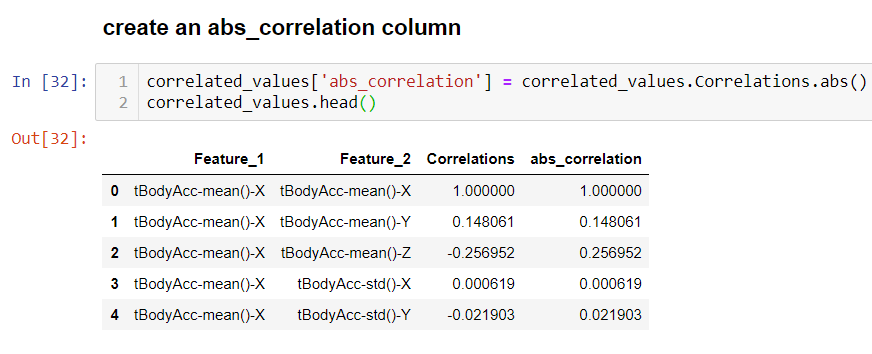 create an abs_correlation column
In [32]: 1 correlated_values['abs_correlation'] = correlated_values.Correlations.abs()
2 correlated_values.head()
Out[32]:
Feature_1 Feature_2 Correlations abs_correlation
0 tBodyAcc-mean()-X tBodyAcc-mean()-X 1.000000 1.000000
1 tBodyAcc-mean()-X tBodyAcc-mean()-Y 0.148061 0.148061
2 tBodyAcc-mean()-X tBodyAcc-mean()-Z -0.256952 0.256952
3 tBodyAcc-mean()-X tBodyAcc-std()-X 0.000619 0.000619
4 tBodyAcc-mean()-X tBodyAcc-std()-Y -0.021903 0.021903